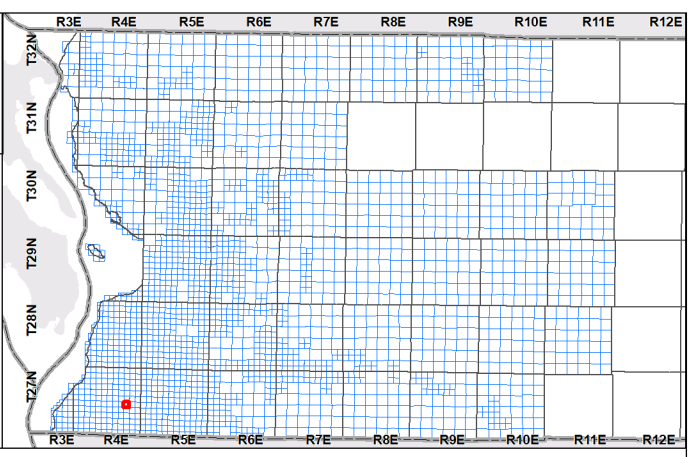 R3E R4E R5E R6E R7E R8E R9E R10E R11E R12E
T32N
T31N
T30N
T29N
T28N
T27N
R3E R4E R5E R6E R7E R8E R9E R10E R11E R12E